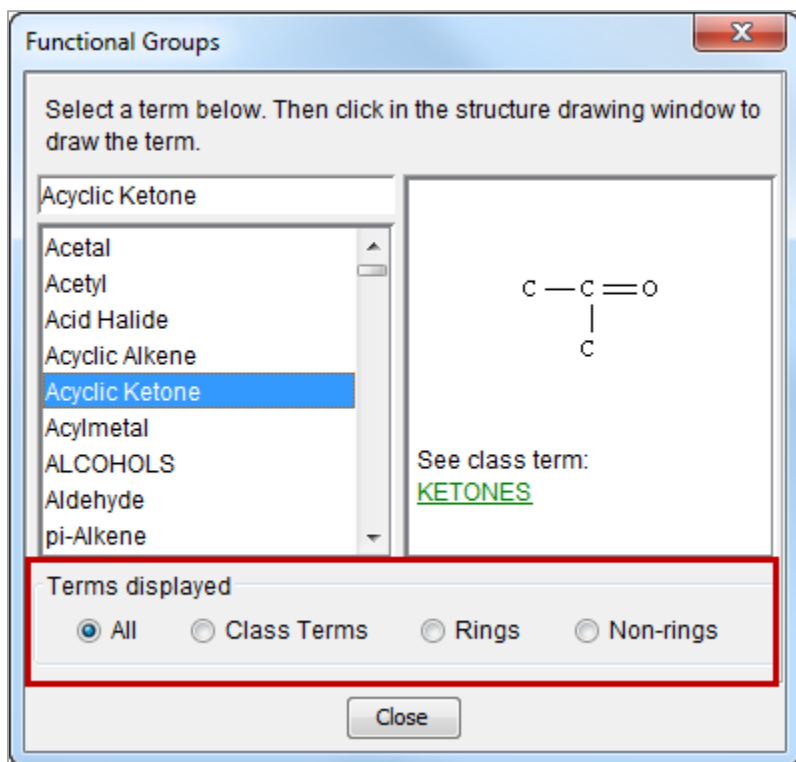 Functional Groups
X
Select a term below. Then click in the structure drawing window to
draw the term.
Acyclic Ketone
Acetal
Acetyl
Acid Halide
Acyclic Alkene
Acyclic Ketone
Acylmetal
ALCOHOLS
Aldehyde
pi-Alkene
C — C == O
|
C
See class term:
KETONES
Terms displayed
All Class Terms Rings Non-rings
Close